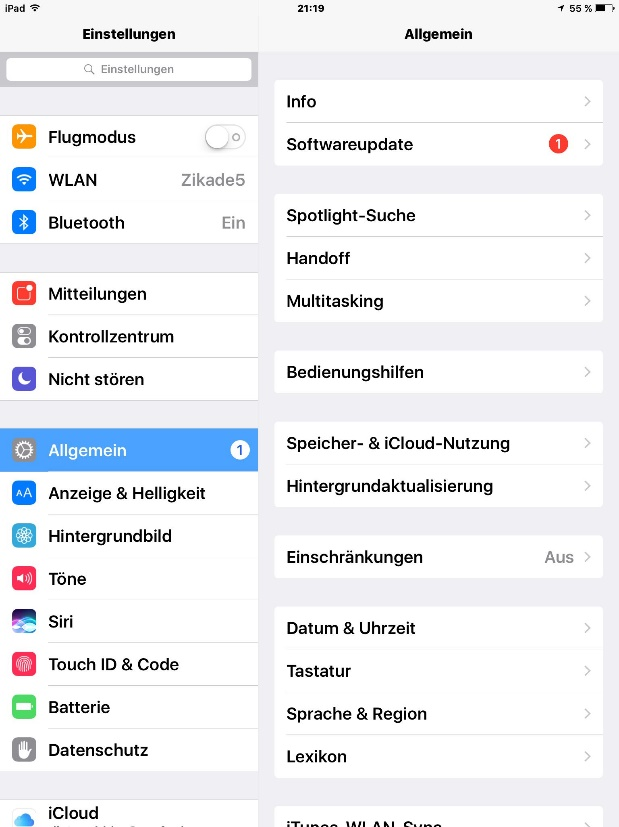 iPad
21:19
55 %
Einstellungen
Allgemein
Einstellungen
Flugmodus
WLAN Zikade5
Bluetooth Ein
Mitteilungen
Kontrollzentrum
Nicht stören
Allgemein 1
AA Anzeige & Helligkeit
Hintergrundbild
Töne
Siri
Touch ID & Code
Batterie
Datenschutz
iCloud
Info
Softwareupdate 1
Spotlight-Suche
Handoff
Multitasking
Bedienungshilfen
Speicher- & iCloud-Nutzung
Hintergrundaktualisierung
Einschränkungen Aus
Datum & Uhrzeit
Tastatur
Sprache & Region
Lexikon
iTunes-WLAN-Sync